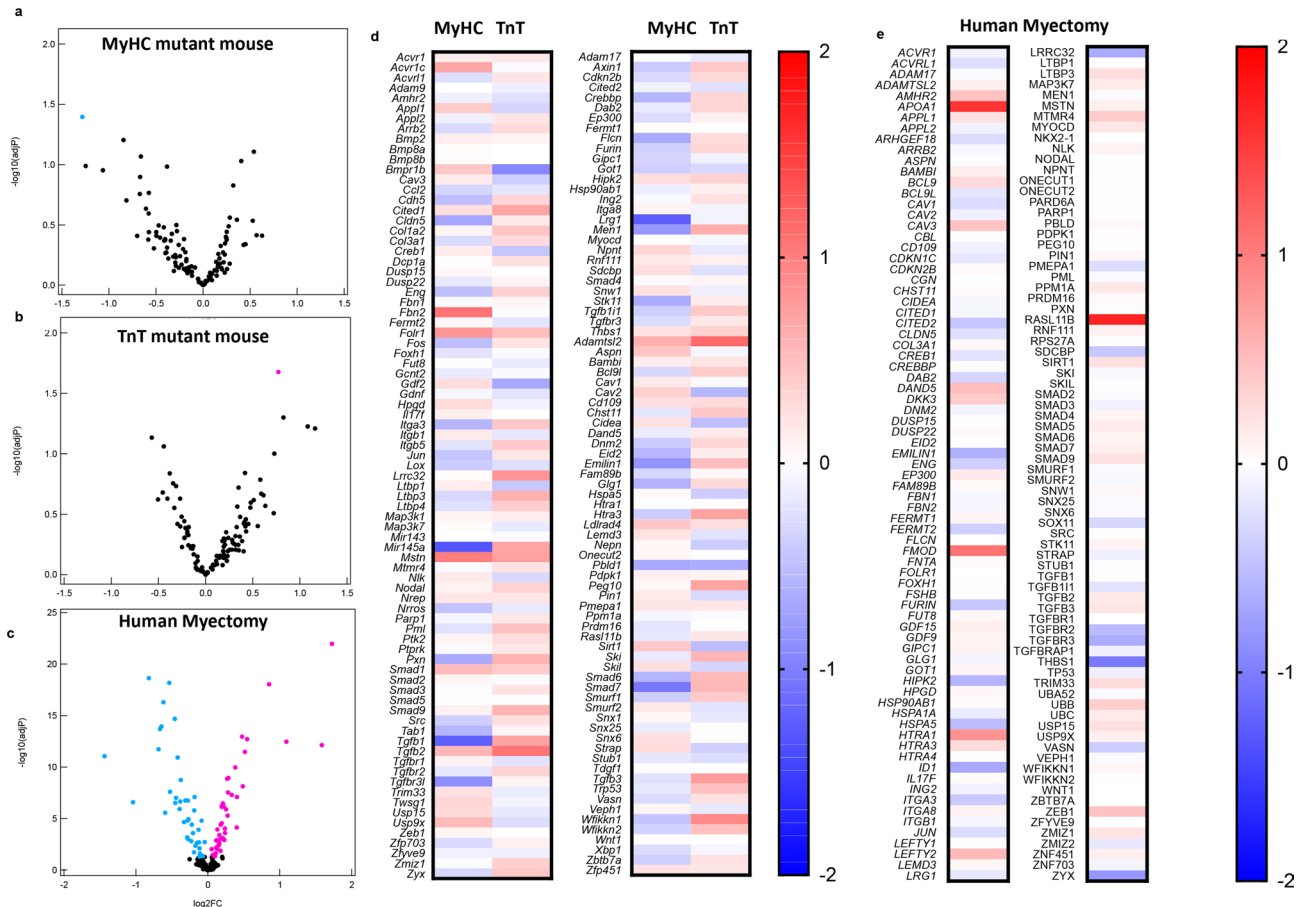 a
MyHC mutant mouse
2.0
1.5
1.0
0.5
0.0
-log10(adjP)
-1.5 -1.0 -0.5 0.0 0.5 1.0 1.5
b
TnT mutant mouse
2.0
1.5
1.0
0.5
0.0
-log10(adjP)
-1.5 -1.0 -0.5 0.0 0.5 1.0 1.5
c
Human Myectomy
25
20
15
10
5
0
-log10(adjP)
-2 -1 0 1 2
log2FC
d
MyHC TnT
Acvr1
Acvr1c
Acvrl1
Adam9
Amhr2
Appl1
Appl2
Arrb2
Bmp2
Bmp8a
Bmp8b
Bmpr1b
Cav3
Ccl2
Cdh5
Cited1
Cldn5
Col1a2
Col3a1
Creb1
Dcp1a
Dusp15
Dusp22
Eng
Fbn1
Fbn2
Fermt2
Folr1
Fos
Foxh1
Fut8
Gcnt2
Gdf2
Gdnf
Hpgd
Il17f
Itga3
Itgb1
Itgb5
Jun
Lox
Lrrc32
Ltbp1
Ltbp3
Ltbp4
Map3k1
Map3k7
Mir143
Mir145a
Mstn
Mtmr4
Nlk
Nodal
Nrep
Nrros
Parp1
Pml
Ptk2
Ptprk
Pxn
Smad1
Smad2
Smad3
Smad5
Smad9
Src
Tab1
Tgfb1
Tgfb2
Tgfbr1
Tgfbr2
Tgfbr3l
Trim33
Twsg1
Usp15
Usp9x
Zeb1
Zfp703
Zfyve9
Zmiz1
Zyx
MyHC TnT
Adam17
Axin1
Cdkn2b
Cited2
Crebbp
Dab2
Ep300
Fermt1
Flcn
Furin
Gipc1
Got1
Hipk2
Hsp90ab1
Ing2
Itga8
Lrg1
Men1
Myocd
Npnt
Rnf111
Sdcbp
Smad4
Snw1
Stk11
Tgfb1i1
Tgfbr3
Thbs1
Adamtsl2
Aspn
Bambi
Bcl9l
Cav1
Cav2
Cd109
Chst11
Cidea
Dand5
Dnm2
Eid2
Emilin1
Fam89b
Glg1
Hspa5
Htra1
Htra3
Ldlrad4
Lemd3
Nepn
Onecut2
Pbld1
Pdpk1
Peg10
Pin1
Pmepa1
Ppm1a
Prdm16
Rasl11b
Sirt1
Ski
Skil
Smad6
Smad7
Smurf1
Smurf2
Snx1
Snx25
Snx6
Strap
Stub1
Tdgf1
Tgfb3
Trp53
Vasn
Veph1
Wfikkn1
Wfikkn2
Wnt1
Xbp1
Zbtb7a
Zfp451
2
1
0
-1
-2
e
Human Myectomy
ACVR1
ACVRL1
ADAM17
ADAMTSL2
AMHR2
APOA1
APPL1
APPL2
ARHGEF18
ARRB2
ASPN
BAMBI
BCL9
BCL9L
CAV1
CAV2
CAV3
CBL
CD109
CDKN1C
CDKN2B
CGN
CHST11
CIDEA
CITED1
CITED2
CLDN5
COL3A1
CREB1
CREBBP
DAB2
DAND5
DKK3
DNM2
DUSP15
DUSP22
EID2
EMILIN1
ENG
EP300
FAM89B
FBN1
FBN2
FERMT1
FERMT2
FLCN
FMOD
FNTA
FOLR1
FOXH1
FSHB
FURIN
FUT8
GDF15
GDF9
GIPC1
GLG1
GOT1
HIPK2
HPGD
HSP90AB1
HSPA1A
HSPA5
HTRA1
HTRA3
HTRA4
ID1
IL17F
ING2
ITGA3
ITGA8
ITGB1
JUN
LEFTY1
LEFTY2
LEMD3
LRG1
LRRC32
LTBP1
LTBP3
MAP3K7
MEN1
MSTN
MTMR4
MYOCD
NKX2-1
NLK
NODAL
NPNT
ONECUT1
ONECUT2
PARD6A
PARP1
PBLD
PDPK1
PEG10
PIN1
PMEPA1
PML
PPM1A
PRDM16
PXN
RASL11B
RNF111
RPS27A
SDCBP
SIRT1
SKI
SKIL
SMAD2
SMAD3
SMAD4
SMAD5
SMAD6
SMAD7
SMAD9
SMURF1
SMURF2
SNW1
SNX25
SNX6
SOX11
SRC
STK11
STRAP
STUB1
TGFB1
TGFB1I1
TGFB2
TGFB3
TGFBR1
TGFBR2
TGFBR3
TGFBRAP1
THBS1
TP53
TRIM33
UBA52
UBB
UBC
USP15
USP9X
VASN
VEPH1
WFIKKN1
WFIKKN2
WNT1
ZBTB7A
ZEB1
ZFYVE9
ZMIZ1
ZMIZ2
ZNF451
ZNF703
ZYX
2
1
0
-1
-2